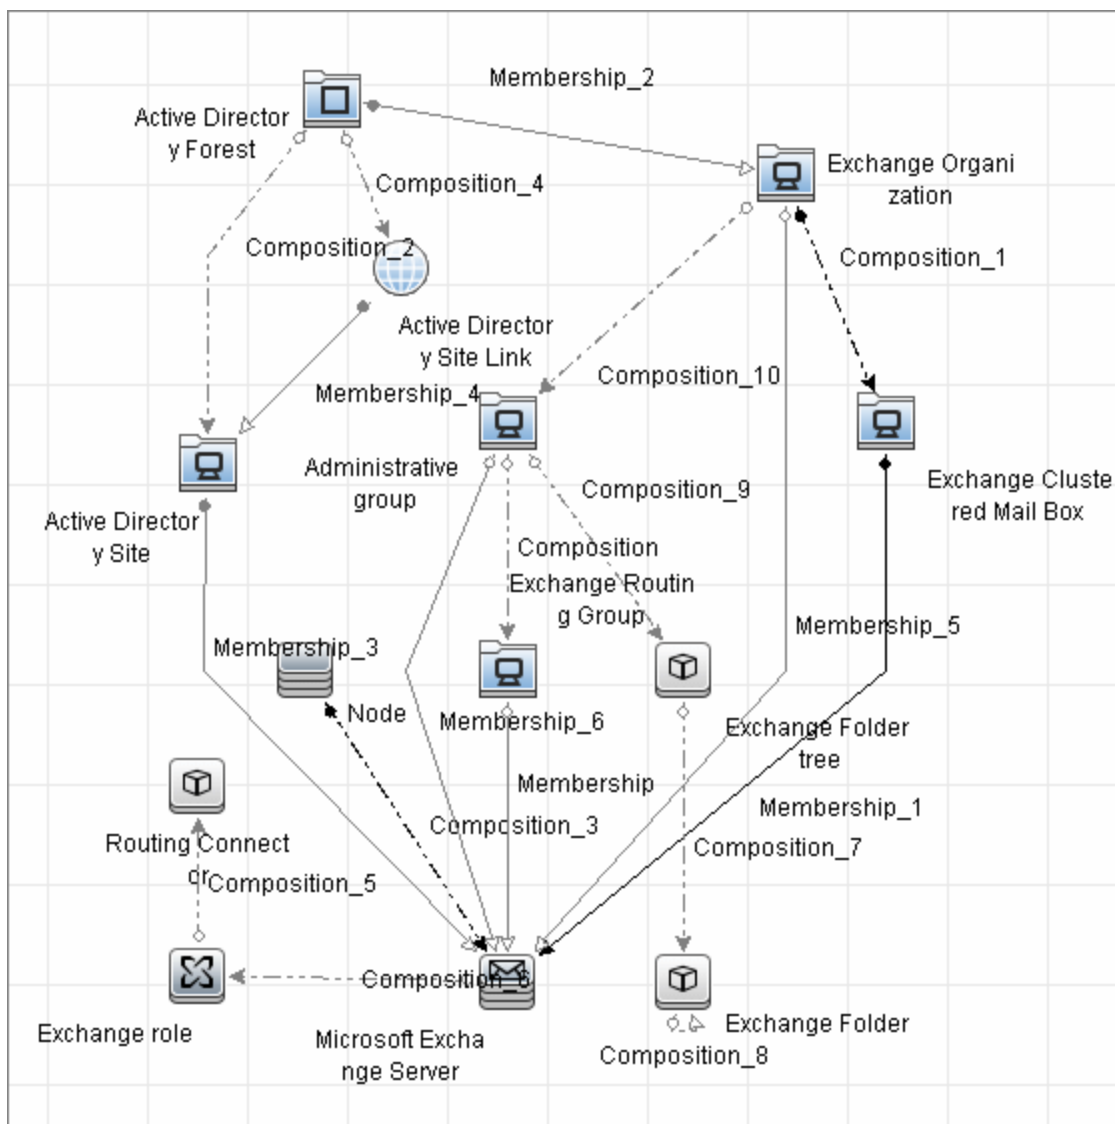 Membership_2
Active Director
y Forest
Exchange Organi
zation
Composition_4
Composition_2
Composition_1
Active Director
y Site Link
Composition_10
Membership_4
Administrative
group
Composition_9
Exchange Cluste
red Mail Box
Active Director
y Site
Composition
Exchange Routin
g Group
Membership_5
Membership_3
Node
Membership_6
Exchange Folder
tree
Membership
Membership_1
Composition_3
Routing Connect
or
Composition_7
Composition_5
Composition_6
Exchange role
Microsoft Excha
nge Server
Exchange Folder
Composition_8